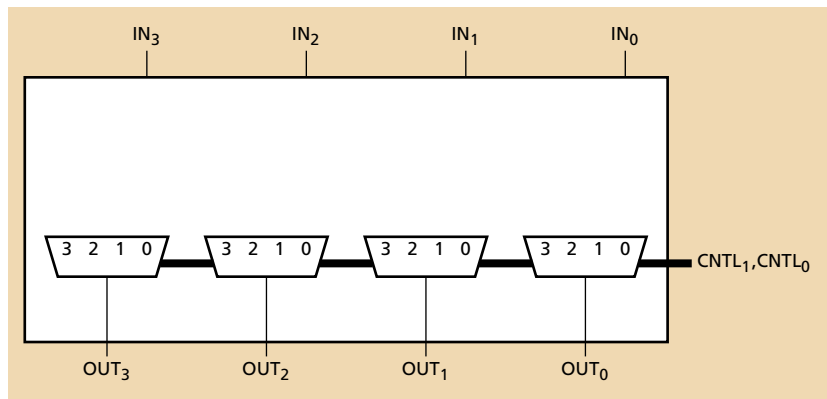 IN₃ IN₂ IN₁ IN₀
3 2 1 0 3 2 1 0 3 2 1 0 3 2 1 0
CNTL₁,CNTL₀
OUT₃ OUT₂ OUT₁ OUT₀